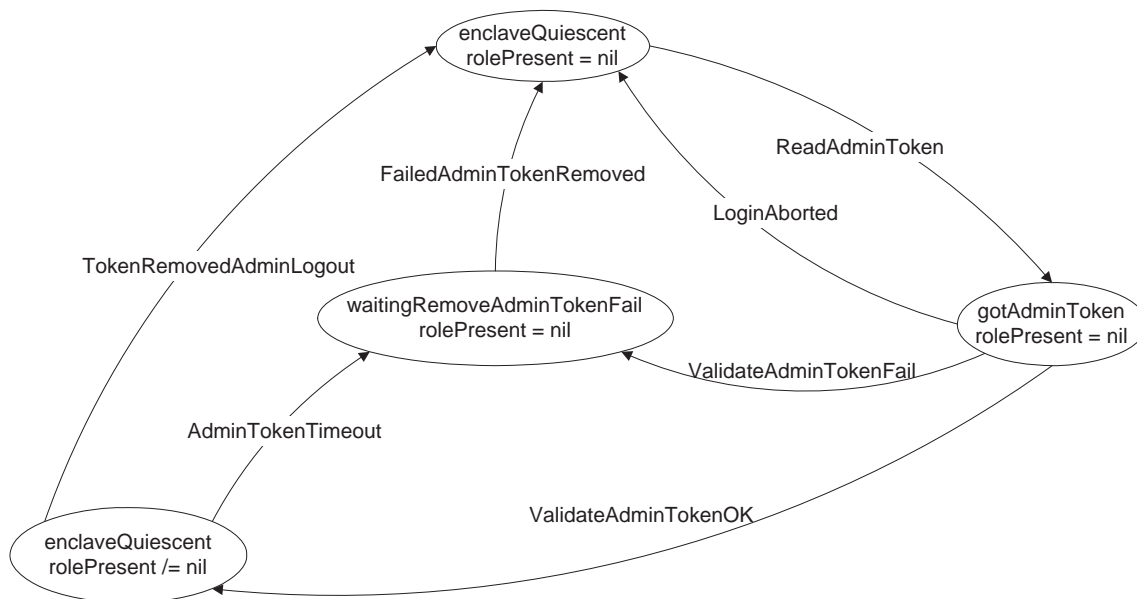 enclaveQuiescent
rolePresent = nil
ReadAdminToken
FailedAdminTokenRemoved
LoginAborted
TokenRemovedAdminLogout
waitingRemoveAdminTokenFail
rolePresent = nil
gotAdminToken
rolePresent = nil
ValidateAdminTokenFail
AdminTokenTimeout
ValidateAdminTokenOK
enclaveQuiescent
rolePresent /= nil